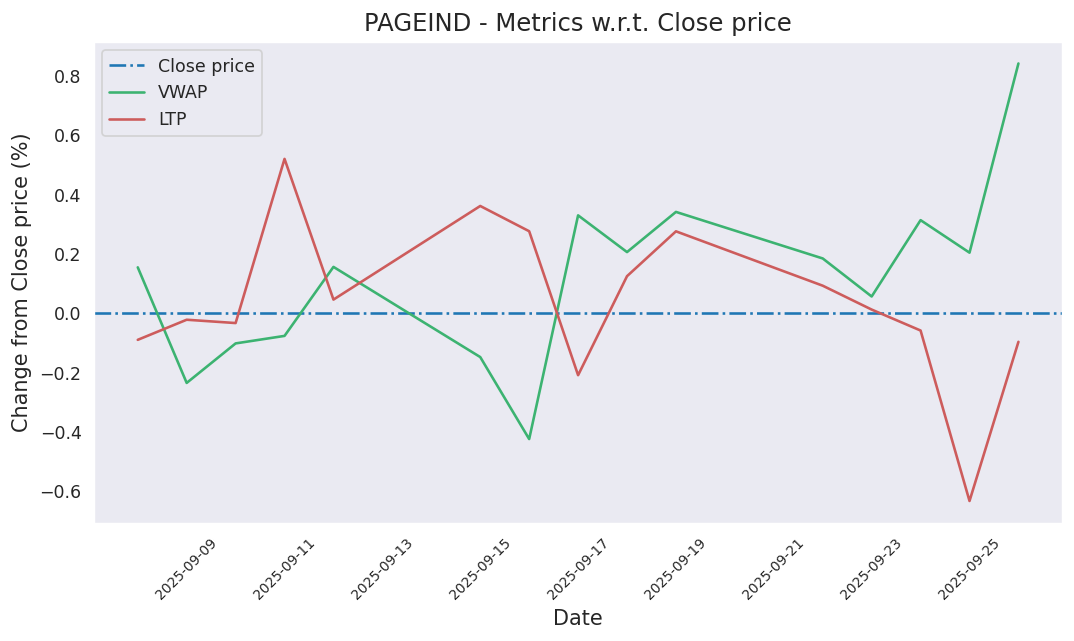 PAGEIND - Metrics w.r.t. Close price
Close price
VWAP
LTP
Change from Close price (%)
0.8
0.6
0.4
0.2
0.0
−0.2
−0.4
−0.6
2025-09-09
2025-09-11
2025-09-13
2025-09-15
2025-09-17
2025-09-19
2025-09-21
2025-09-23
2025-09-25
Date